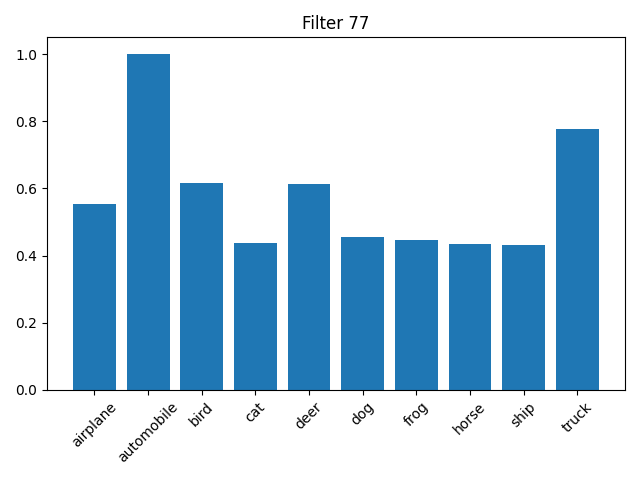 Filter 77
1.0
0.8
0.6
0.4
0.2
0.0
airplane
automobile
bird
cat
deer
dog
frog
horse
ship
truck